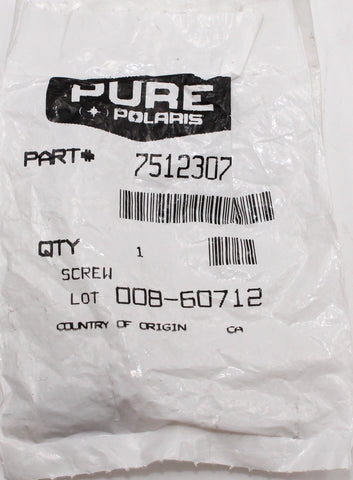 PURE
POLARIS
PART# 7512307
QTY 1
SCREW
LOT 008-60712
COUNTRY OF ORIGIN CA